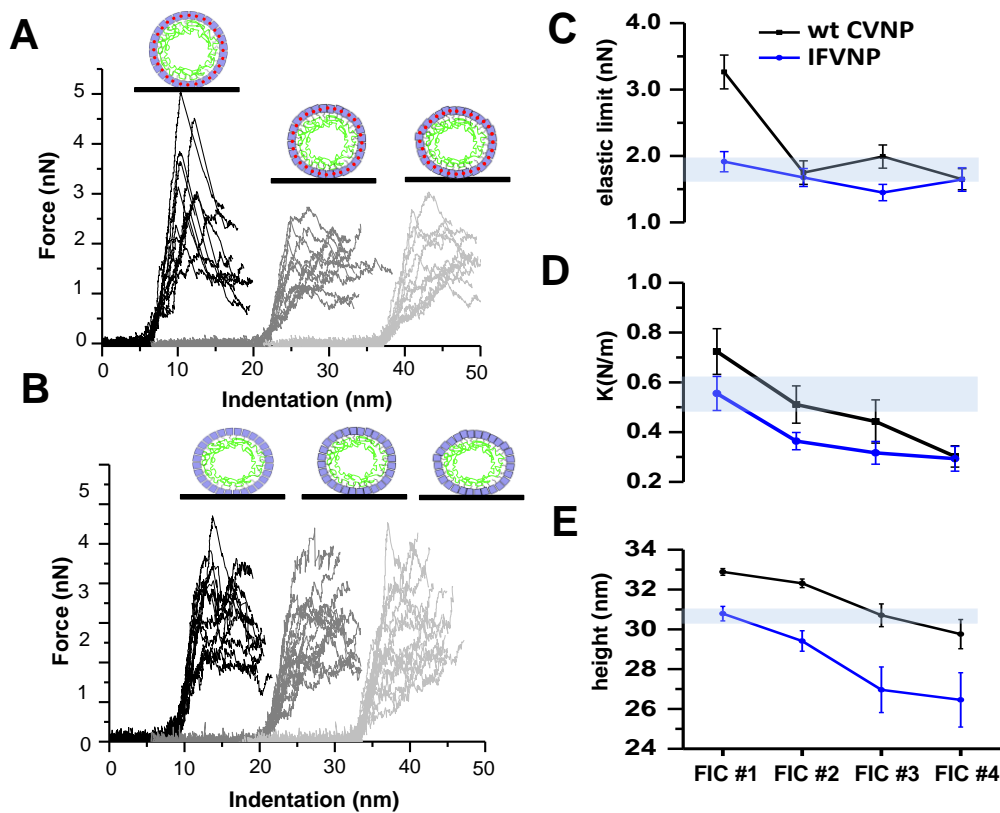 A
Force (nN)
5
4
3
2
1
0
0 10 20 30 40 50
Indentation (nm)
B
Force (nN)
5
4
3
2
1
0
0 10 20 30 40 50
Indentation (nm)
C
wt CVNP
IFVNP
elastic limit (nN)
4.0
3.0
2.0
1.0
D
K(N/m)
1.0
0.8
0.6
0.4
0.2
E
height (nm)
34
32
30
28
26
24
FIC #1 FIC #2 FIC #3 FIC #4